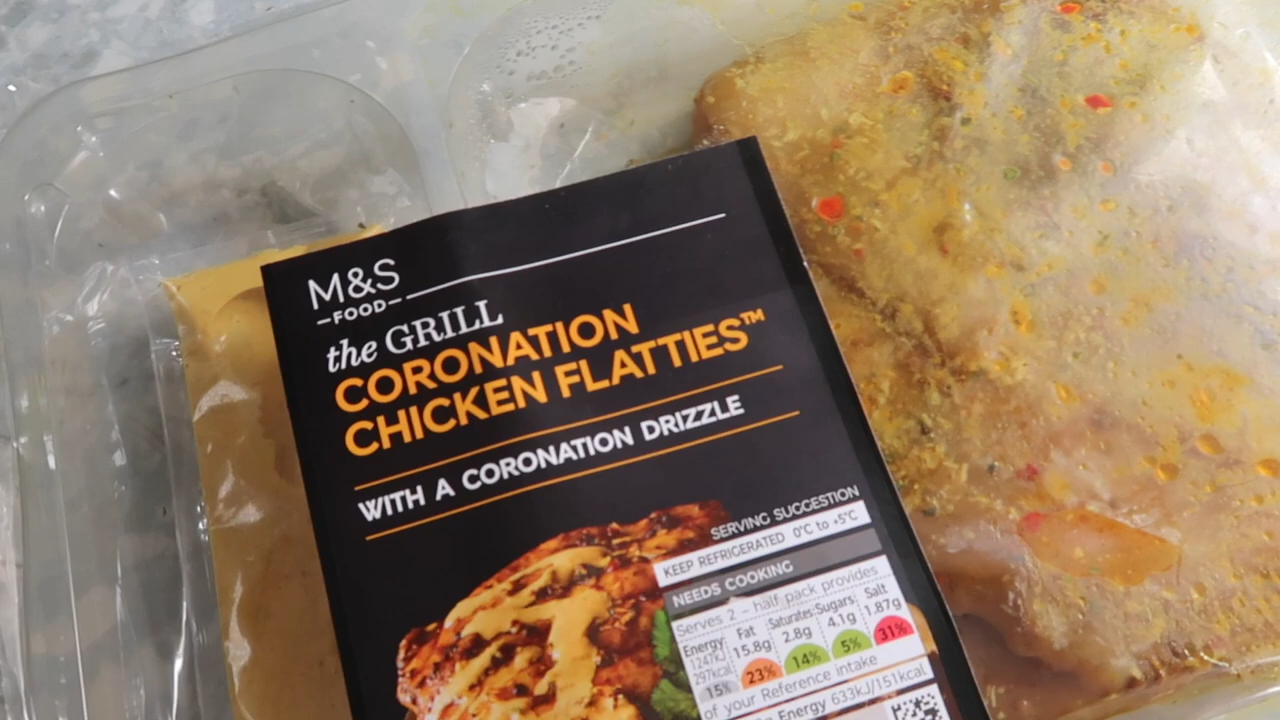 M&S
FOOD
the GRILL
CORONATION
CHICKEN FLATTIES™
WITH A CORONATION DRIZZLE
SERVING SUGGESTION
KEEP REFRIGERATED 0°C to +5°C
NEEDS COOKING
Serves 2 – half pack provides
Energy Fat Saturates Sugars Salt
1247kJ 15.8g 2.8g 4.1g 1.87g
297kcal
15% 23% 14% 5% 31%
of your Reference intake
Energy 633kJ/151kcal